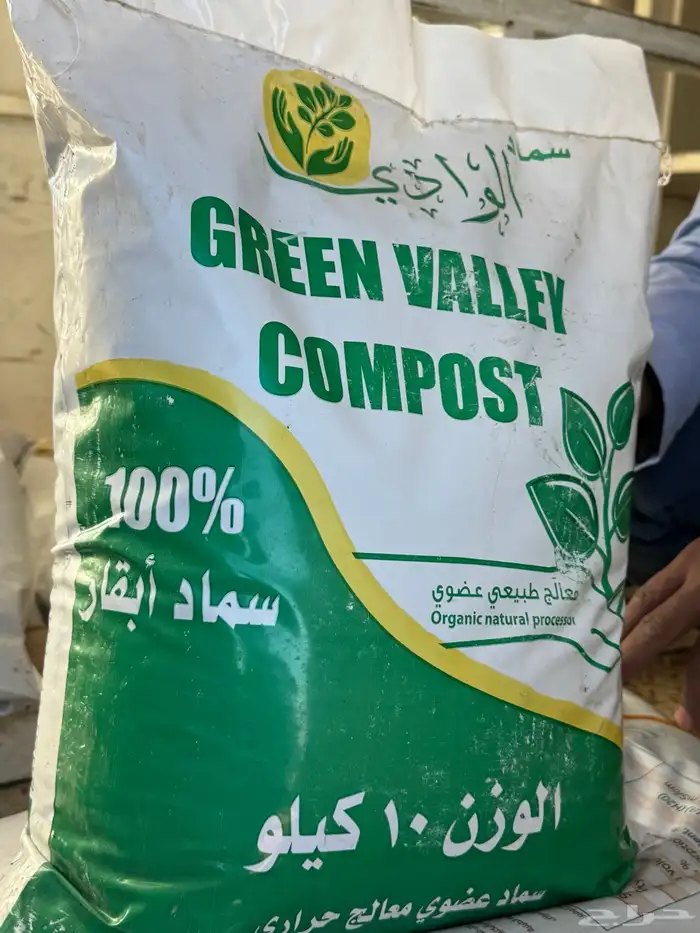 سماد
الوادي
GREEN VALLEY
COMPOST
100%
سماد أبقار
معالج طبيعي عضوي
Organic natural processor
الوزن ١٠ كيلو
سماد عضوي معالج حراري
حراج